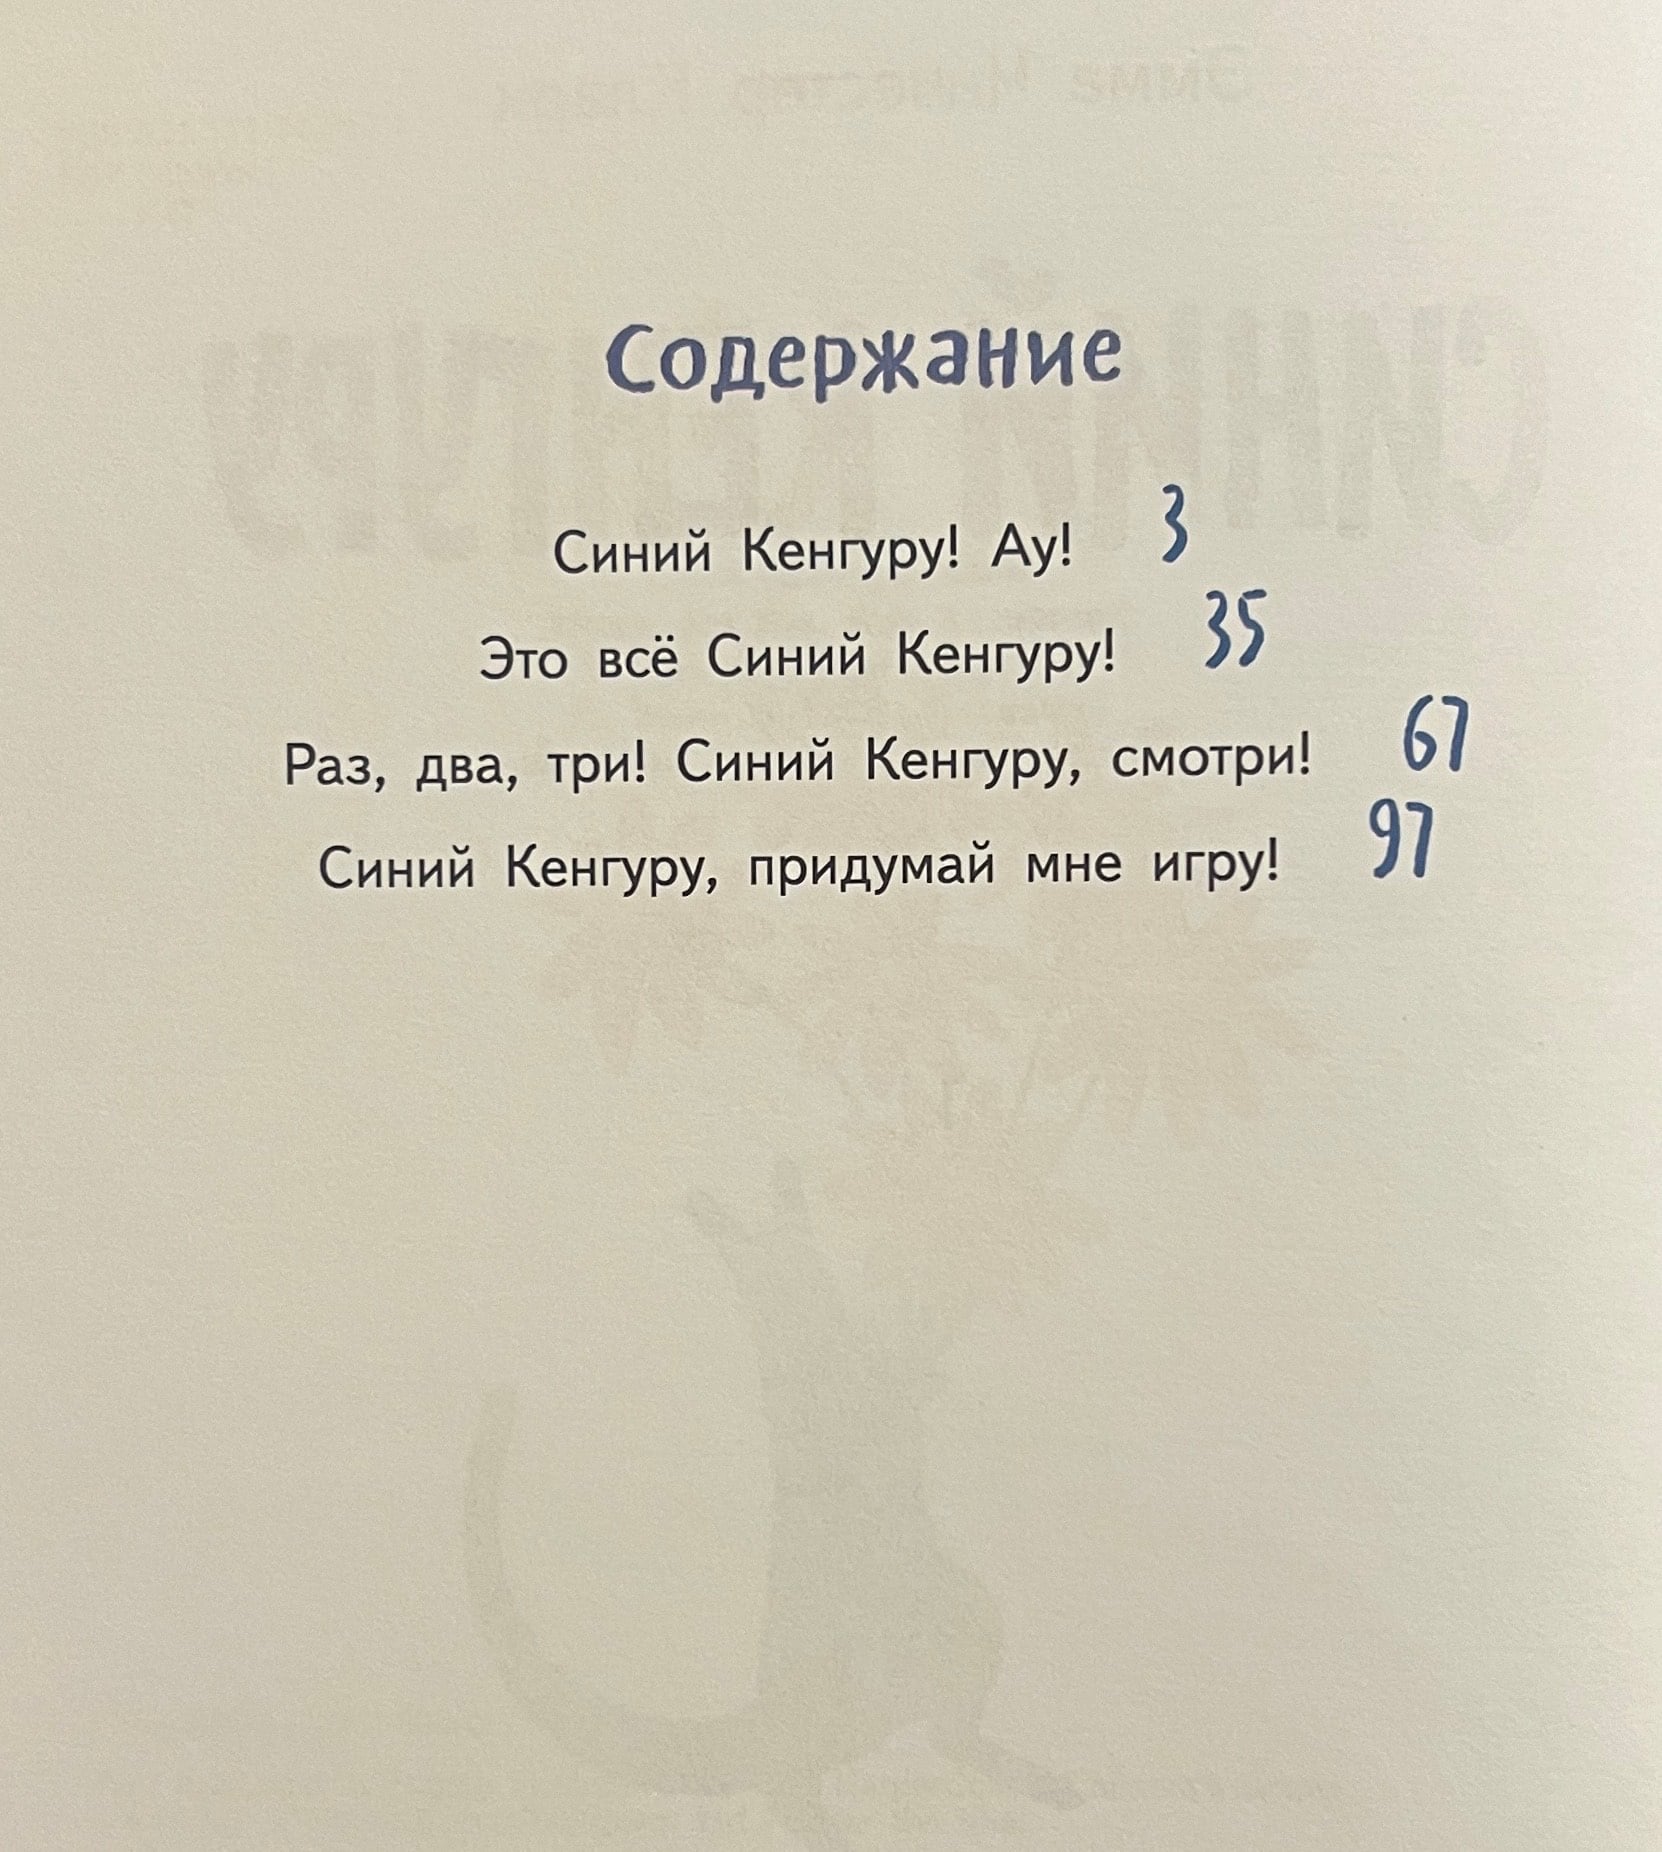 Содержание
Синий Кенгуру! Ау! 3
Это всё Синий Кенгуру! 35
Раз, два, три! Синий Кенгуру, смотри! 67
Синий Кенгуру, придумай мне игру! 97